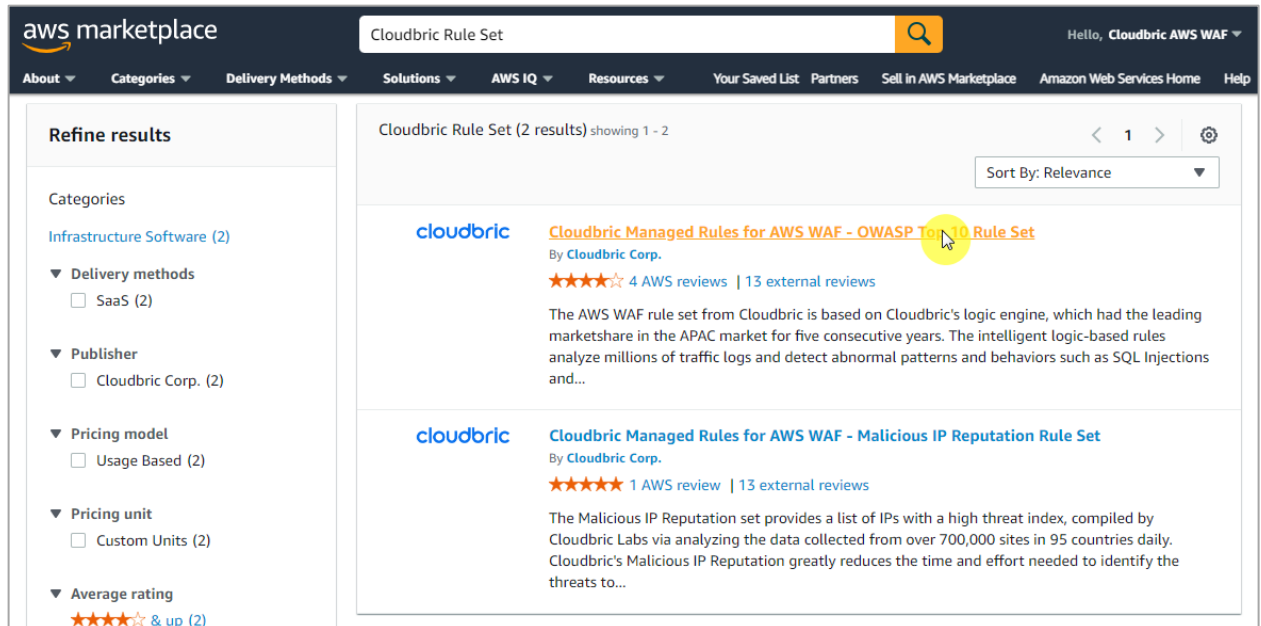 aws marketplace
Cloudbric Rule Set
Hello, Cloudbric AWS WAF
About Categories Delivery Methods Solutions AWS IQ Resources Your Saved List Partners Sell in AWS Marketplace Amazon Web Services Home Help
Refine results
Categories
Infrastructure Software (2)
Delivery methods
SaaS (2)
Publisher
Cloudbric Corp. (2)
Pricing model
Usage Based (2)
Pricing unit
Custom Units (2)
Average rating
& up (2)
Cloudbric Rule Set (2 results) showing 1 - 2
1
Sort By: Relevance
cloudbric
Cloudbric Managed Rules for AWS WAF - OWASP Top 10 Rule Set
By Cloudbric Corp.
4 AWS reviews | 13 external reviews
The AWS WAF rule set from Cloudbric is based on Cloudbric's logic engine, which had the leading
marketshare in the APAC market for five consecutive years. The intelligent logic-based rules
analyze millions of traffic logs and detect abnormal patterns and behaviors such as SQL Injections
and...
cloudbric
Cloudbric Managed Rules for AWS WAF - Malicious IP Reputation Rule Set
By Cloudbric Corp.
1 AWS review | 13 external reviews
The Malicious IP Reputation set provides a list of IPs with a high threat index, compiled by
Cloudbric Labs via analyzing the data collected from over 700,000 sites in 95 countries daily.
Cloudbric's Malicious IP Reputation greatly reduces the time and effort needed to identify the
threats to...